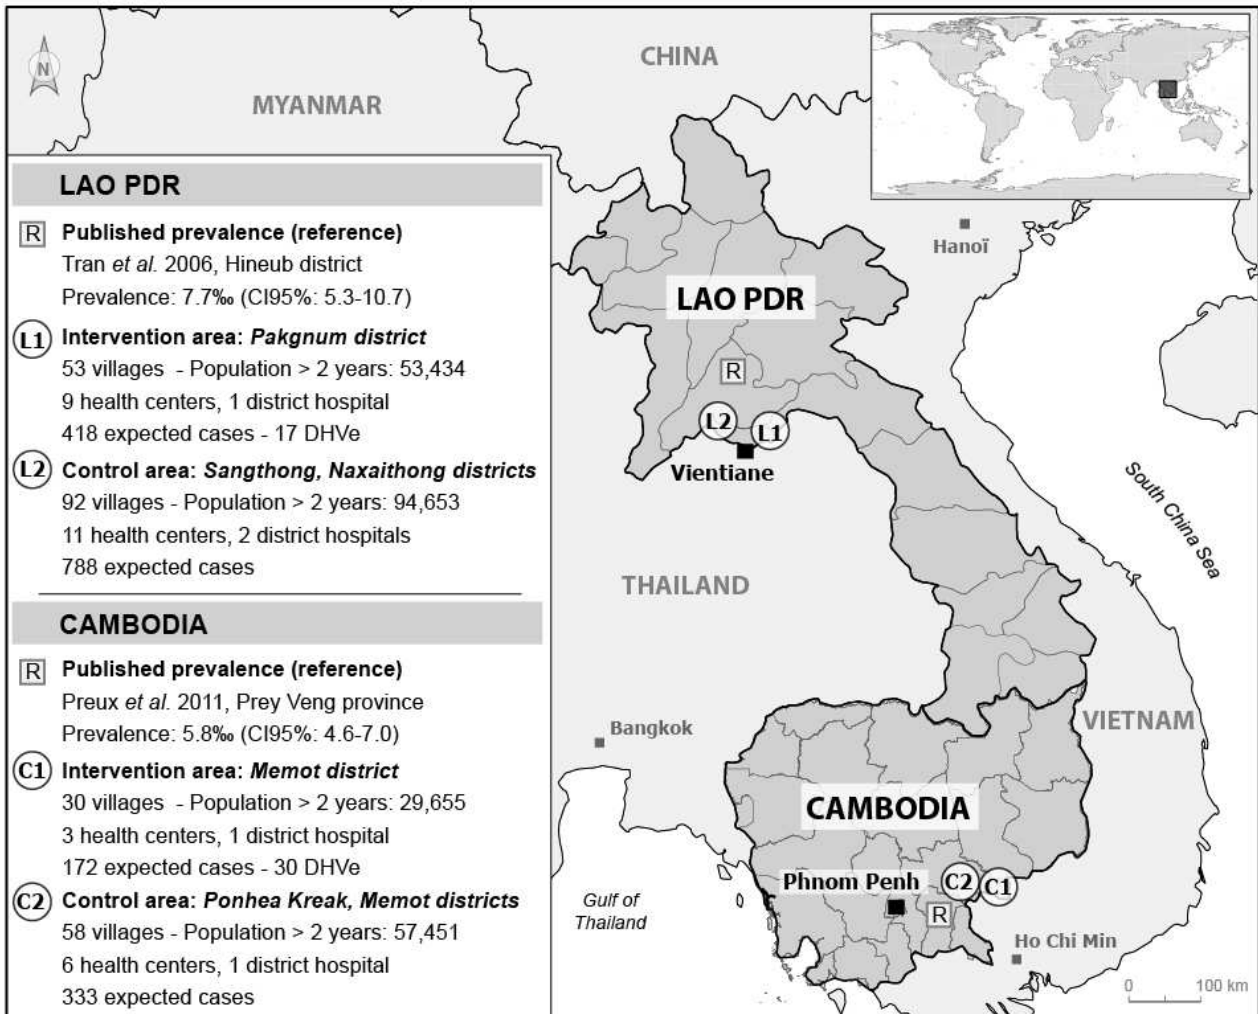 N
CHINA
MYANMAR
LAO PDR
R Published prevalence (reference)
Tran et al. 2006, Hineub district
Prevalence: 7.7‰ (CI95%: 5.3-10.7)
L1 Intervention area: Pakgnum district
53 villages - Population > 2 years: 53,434
9 health centers, 1 district hospital
418 expected cases - 17 DHVe
L2 Control area: Sangthong, Naxaithong districts
92 villages - Population > 2 years: 94,653
11 health centers, 2 district hospitals
788 expected cases
CAMBODIA
R Published prevalence (reference)
Preux et al. 2011, Prey Veng province
Prevalence: 5.8‰ (CI95%: 4.6-7.0)
C1 Intervention area: Memot district
30 villages - Population > 2 years: 29,655
3 health centers, 1 district hospital
172 expected cases - 30 DHVe
C2 Control area: Ponhea Kreak, Memot districts
58 villages - Population > 2 years: 57,451
6 health centers, 1 district hospital
333 expected cases
Hanoï
LAO PDR
R
L2
L1
Vientiane
South China Sea
THAILAND
VIETNAM
Bangkok
CAMBODIA
Phnom Penh
C2
C1
R
Gulf of
Thailand
Ho Chi Min
0 100 km